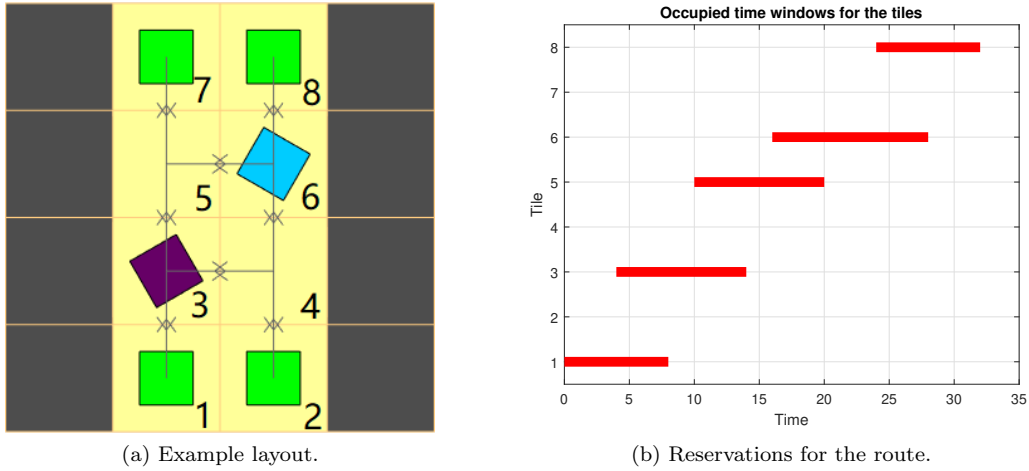 7 8
5 6
3 4
1 2
(a) Example layout.
Occupied time windows for the tiles
Tile
8
7
6
5
4
3
2
1
0 5 10 15 20 25 30 35
Time
(b) Reservations for the route.